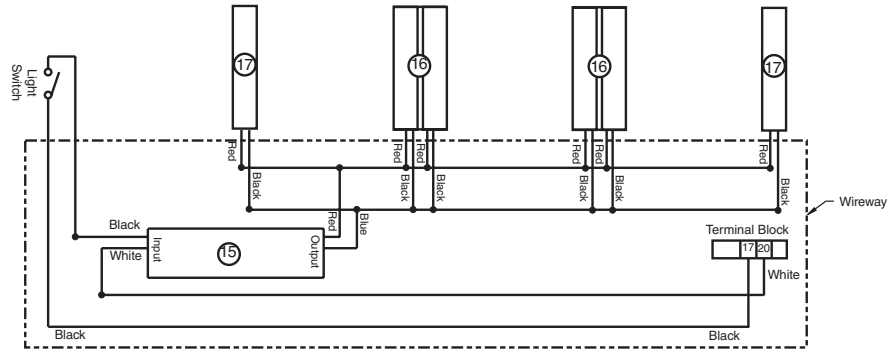 17
16
16
17
Light
Switch
Red
Red
Red
Red
Red
Red
Black
Black
Black
Black
Black
Black
Red
Blue
Wireway
Black
White
Input
15
Output
Terminal Block
17 20
White
Black
Black